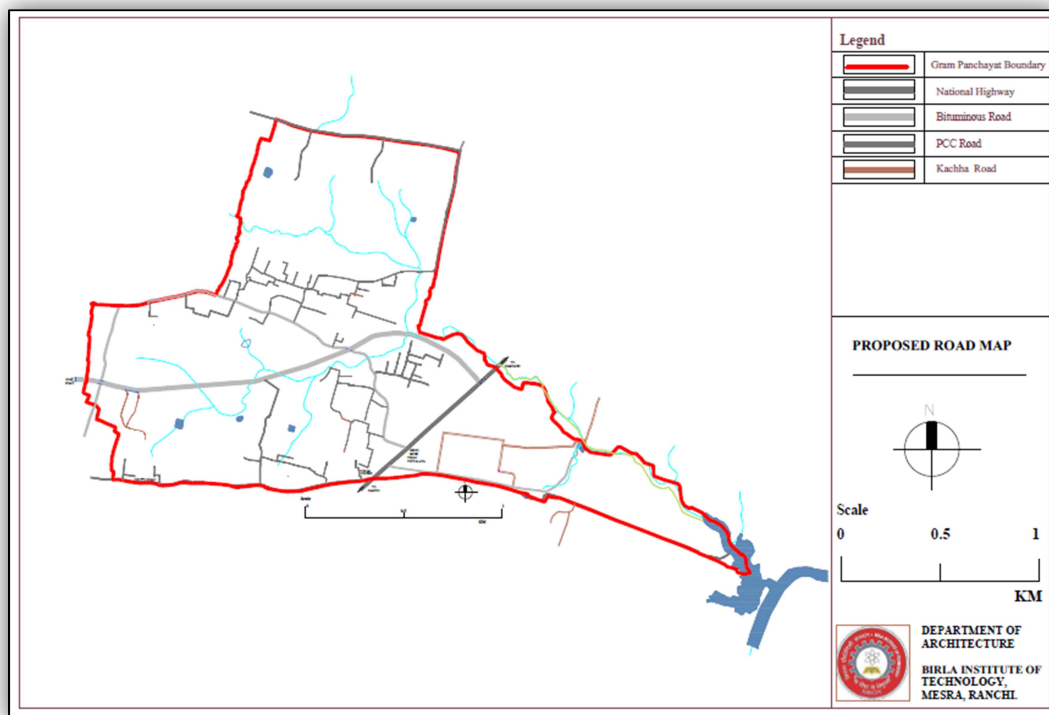 Legend
Gram Panchayat Boundary
National Highway
Bituminous Road
PCC Road
Kachha Road
PROPOSED ROAD MAP
N
Scale
0 0.5 1
KM
DEPARTMENT OF
ARCHITECTURE
BIRLA INSTITUTE OF
TECHNOLOGY,
MESRA, RANCHI.